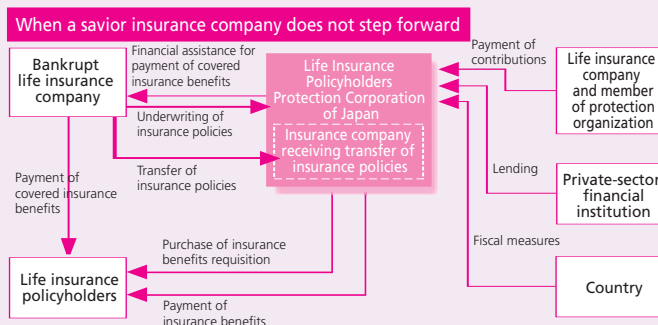 When a savior insurance company does not step forward
Bankrupt
life insurance
company
Financial assistance for
payment of covered
insurance benefits
Underwriting of
insurance policies
Transfer of
insurance policies
Payment of
covered insurance
benefits
Life Insurance
Policyholders
Protection Corporation
of Japan
Insurance company
receiving transfer of
insurance policies
Payment of
contributions
Life insurance
company
and member
of protection
organization
Lending
Private-sector
financial
institution
Fiscal measures
Country
Purchase of insurance
benefits requisition
Life insurance
policyholders
Payment of
insurance benefits